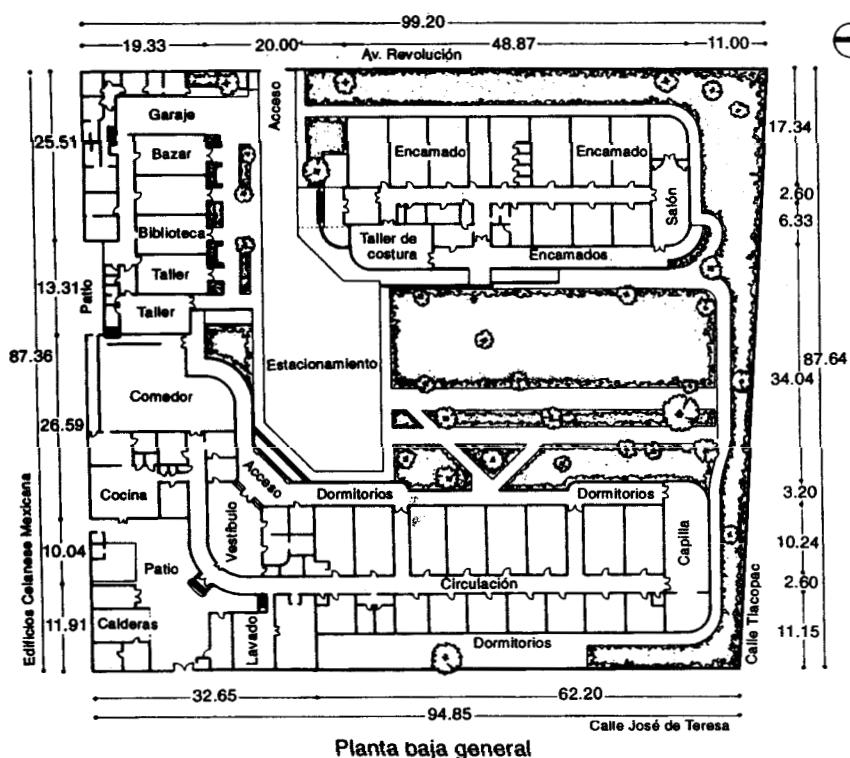 99.20
19.33 20.00 48.87 11.00
Av. Revolución
Acceso
Garaje
Bazar
Biblioteca
Taller
Taller
Patio
Encamado Encamado
Salón
Taller de
costura
Encamados
25.51
13.31
87.36
26.59
10.04
11.91
Edificios Celanese Mexicana
17.34
2.60
6.33
87.64
34.04
3.20
10.24
2.60
11.15
Calle Tlacopac
Estacionamiento
Comedor
Acceso
Cocina
Dormitorios Dormitorios
Vestíbulo
Capilla
Patio
Circulación
Calderas
Lavado
Dormitorios
32.65 62.20
94.85
Calle José de Teresa
Planta baja general